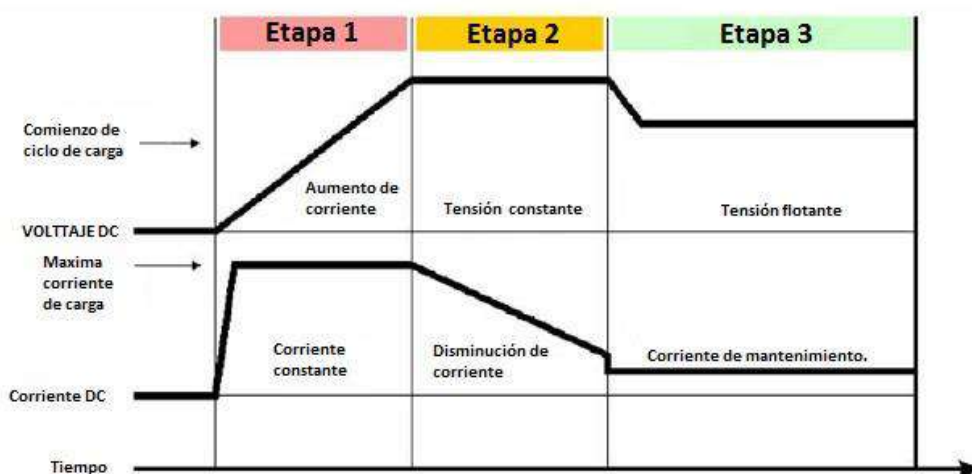 Etapa 1
Etapa 2
Etapa 3
Comienzo de
ciclo de carga
Aumento de
corriente
Tensión constante
Tensión flotante
VOLTTAJE DC
Maxima
corriente
de carga
Corriente
constante
Disminución de
corriente
Corriente de mantenimiento.
Corriente DC
Tiempo